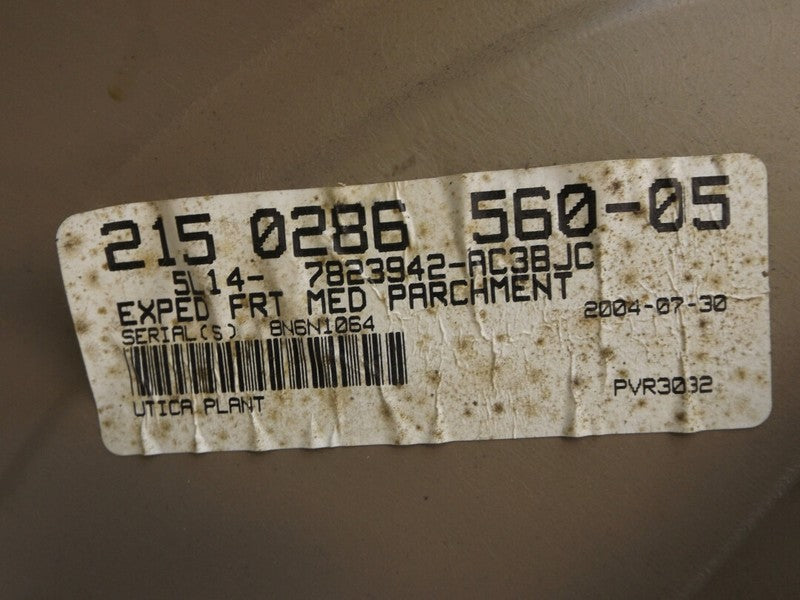 215 0286 560-05
5L14- 7823942-AC3BJC
EXPED FRT MED PARCHMENT
2004-07-30
SERIAL(S) 8N6N1064
UTICA PLANT
PVR3032